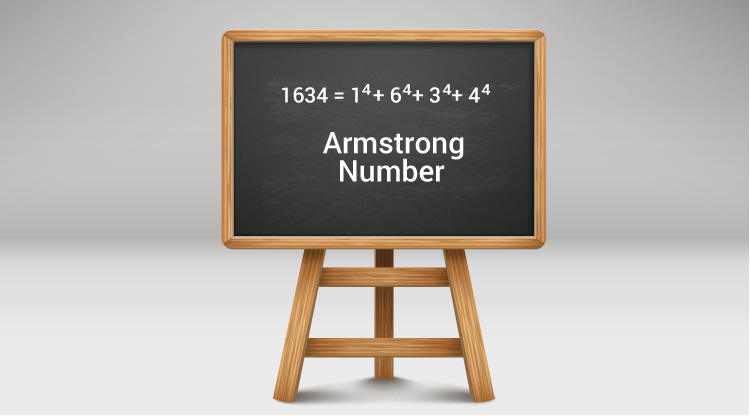 1634 = 1⁴+ 6⁴+ 3⁴+ 4⁴
Armstrong
Number